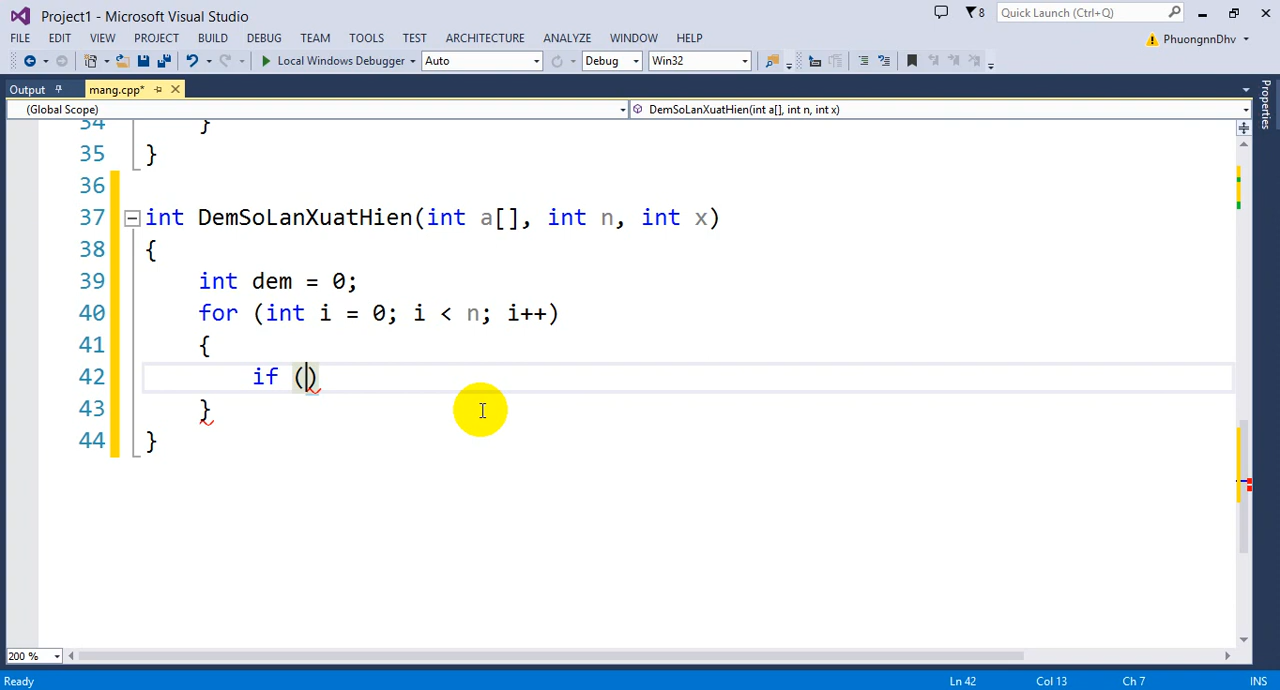 Project1 - Microsoft Visual Studio
8
Quick Launch (Ctrl+Q)
FILE EDIT VIEW PROJECT BUILD DEBUG TEAM TOOLS TEST ARCHITECTURE ANALYZE WINDOW HELP
PhuongnnDhv
Local Windows Debugger Auto Debug Win32
Output mang.cpp*
(Global Scope) DemSoLanXuatHien(int a[], int n, int x)
Properties
34 }
35 }
36
37 int DemSoLanXuatHien(int a[], int n, int x)
38 {
39 int dem = 0;
40 for (int i = 0; i < n; i++)
41 {
42 if ()
43 }
44 }
200 %
Ready Ln 42 Col 13 Ch 7 INS